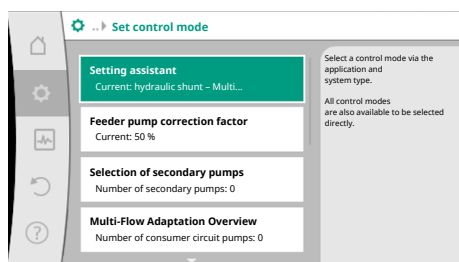 ..▸ Set control mode
Setting assistant
Current: hydraulic shunt – Multi...
Feeder pump correction factor
Current: 50 %
Selection of secondary pumps
Number of secondary pumps: 0
Multi-Flow Adaptation Overview
Number of consumer circuit pumps: 0
Select a control mode via the
application and
system type.
All control modes
are also available to be selected
directly.
?